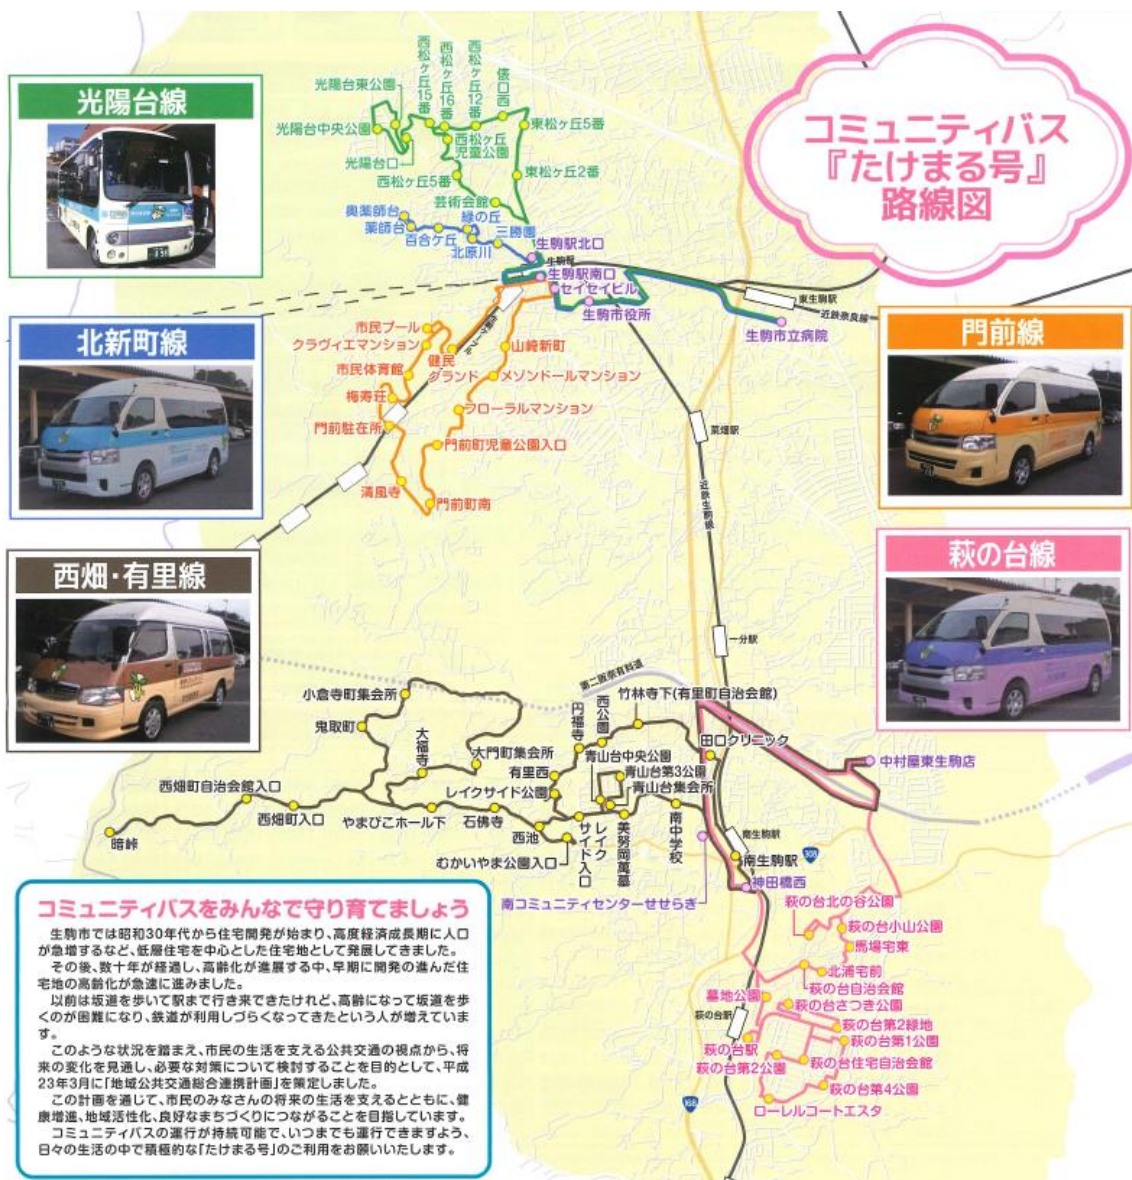 コミュニティバス
『たけまる号』
路線図
光陽台線
北新町線
西畑・有里線
門前線
萩の台線
光陽台東公園
光陽台中央公園
光陽台口
西松ヶ丘15番
西松ヶ丘16番
西松ヶ丘12番
俵口西
東松ヶ丘5番
東松ヶ丘2番
西松ヶ丘
児童公園
西松ヶ丘5番
芸術会館
奥薬師台
薬師台
百合ケ丘
緑の丘
北原川
三勝園
生駒駅北口
生駒駅
生駒駅南口
セイセイビル
生駒市役所
東生駒駅
近鉄奈良線
生駒市立病院
市民プール
クラヴィエマンション
健民
グランド
市民体育館
梅寿荘
門前駐在所
清風寺
門前町南
門前町児童公園入口
フローラルマンション
メゾンドールマンション
山崎新町
菜畑駅
近鉄生駒線
一分駅
第二阪奈有料道
小倉寺町集会所
鬼取町
大福寺
大門町集会所
西畑町自治会館入口
西畑町入口
暗峠
やまびこホール下
石佛寺
西池
むかいやま公園入口
レイクサイド公園
有里西
円福寺
西公園
竹林寺下(有里町自治会館)
青山台中央公園
青山台第3公園
青山台集会所
レイク
サイド入口
美努岡萬墓
南中学校
田口クリニック
中村屋東生駒店
南生駒駅
南生駒駅
308
神田橋西
南コミュニティセンターせせらぎ
萩の台北の谷公園
萩の台小山公園
馬場宅東
北浦宅前
萩の台自治会館
墓地公園
萩の台さつき公園
萩の台駅
萩の台第2緑地
萩の台第1公園
萩の台駅
萩の台第2公園
萩の台住宅自治会館
萩の台第4公園
ローレルコートエスタ
168
コミュニティバスをみんなで守り育てましょう
生駒市では昭和30年代から住宅開発が始まり、高度経済成長期に人口
が急増するなど、低層住宅を中心とした住宅地として発展してきました。
その後、数十年が経過し、高齢化が進展する中、早期に開発の進んだ住
宅地の高齢化が急速に進みました。
以前は坂道を歩いて駅まで行き来できたけれど、高齢になって坂道を歩
くのが困難になり、鉄道が利用しづらくなってきたという人が増えていま
す。
このような状況を踏まえ、市民の生活を支える公共交通の視点から、将
来の変化を見通し、必要な対策について検討することを目的として、平成
23年3月に「地域公共交通総合連携計画」を策定しました。
この計画を通じて、市民のみなさんの将来の生活を支えるとともに、健
康増進、地域活性化、良好なまちづくりにつながることを目指しています。
コミュニティバスの運行が持続可能で、いつまでも運行できますよう、
日々の生活の中で積極的な「たけまる号」のご利用をお願いいたします。